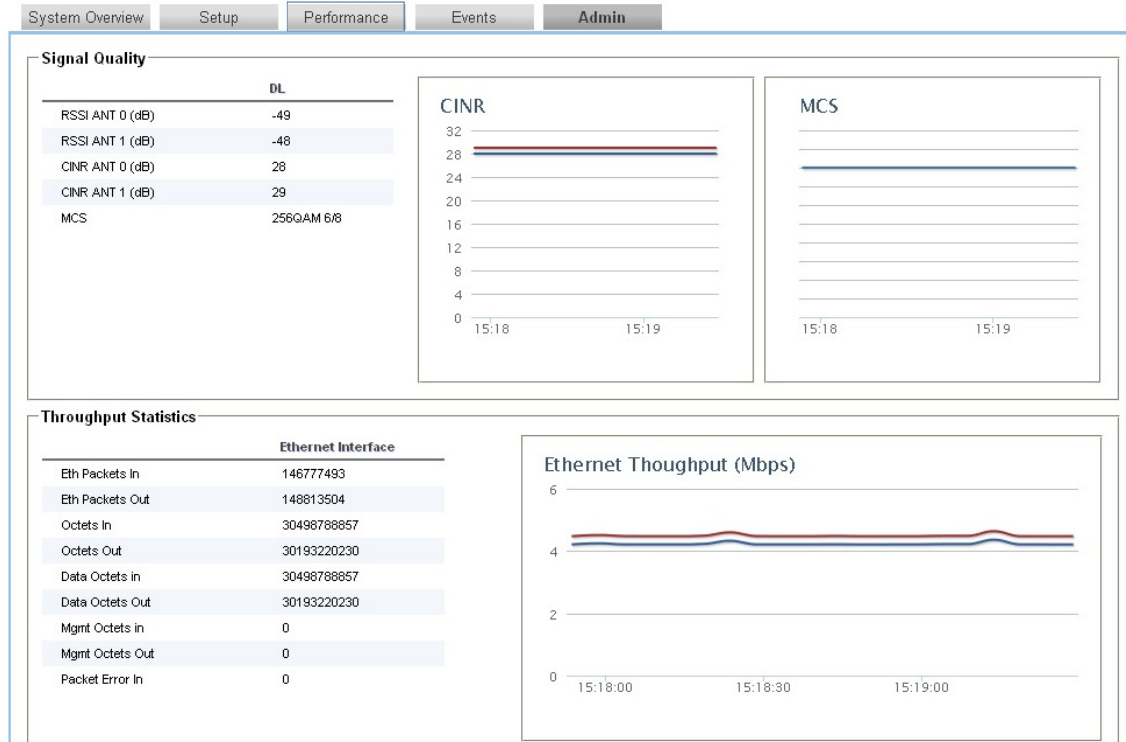 System Overview Setup Performance Events Admin
Signal Quality
DL
RSSI ANT 0 (dB) -49
RSSI ANT 1 (dB) -48
CINR ANT 0 (dB) 28
CINR ANT 1 (dB) 29
MCS 256QAM 6/8
CINR
32
28
24
20
16
12
8
4
0
15:18 15:19
MCS
15:18 15:19
Throughput Statistics
Ethernet Interface
Eth Packets In 146777493
Eth Packets Out 148813504
Octets In 30498788857
Octets Out 30193220230
Data Octets in 30498788857
Data Octets Out 30193220230
Mgmt Octets in 0
Mgmt Octets Out 0
Packet Error In 0
Ethernet Thoughput (Mbps)
6
4
2
0
15:18:00 15:18:30 15:19:00